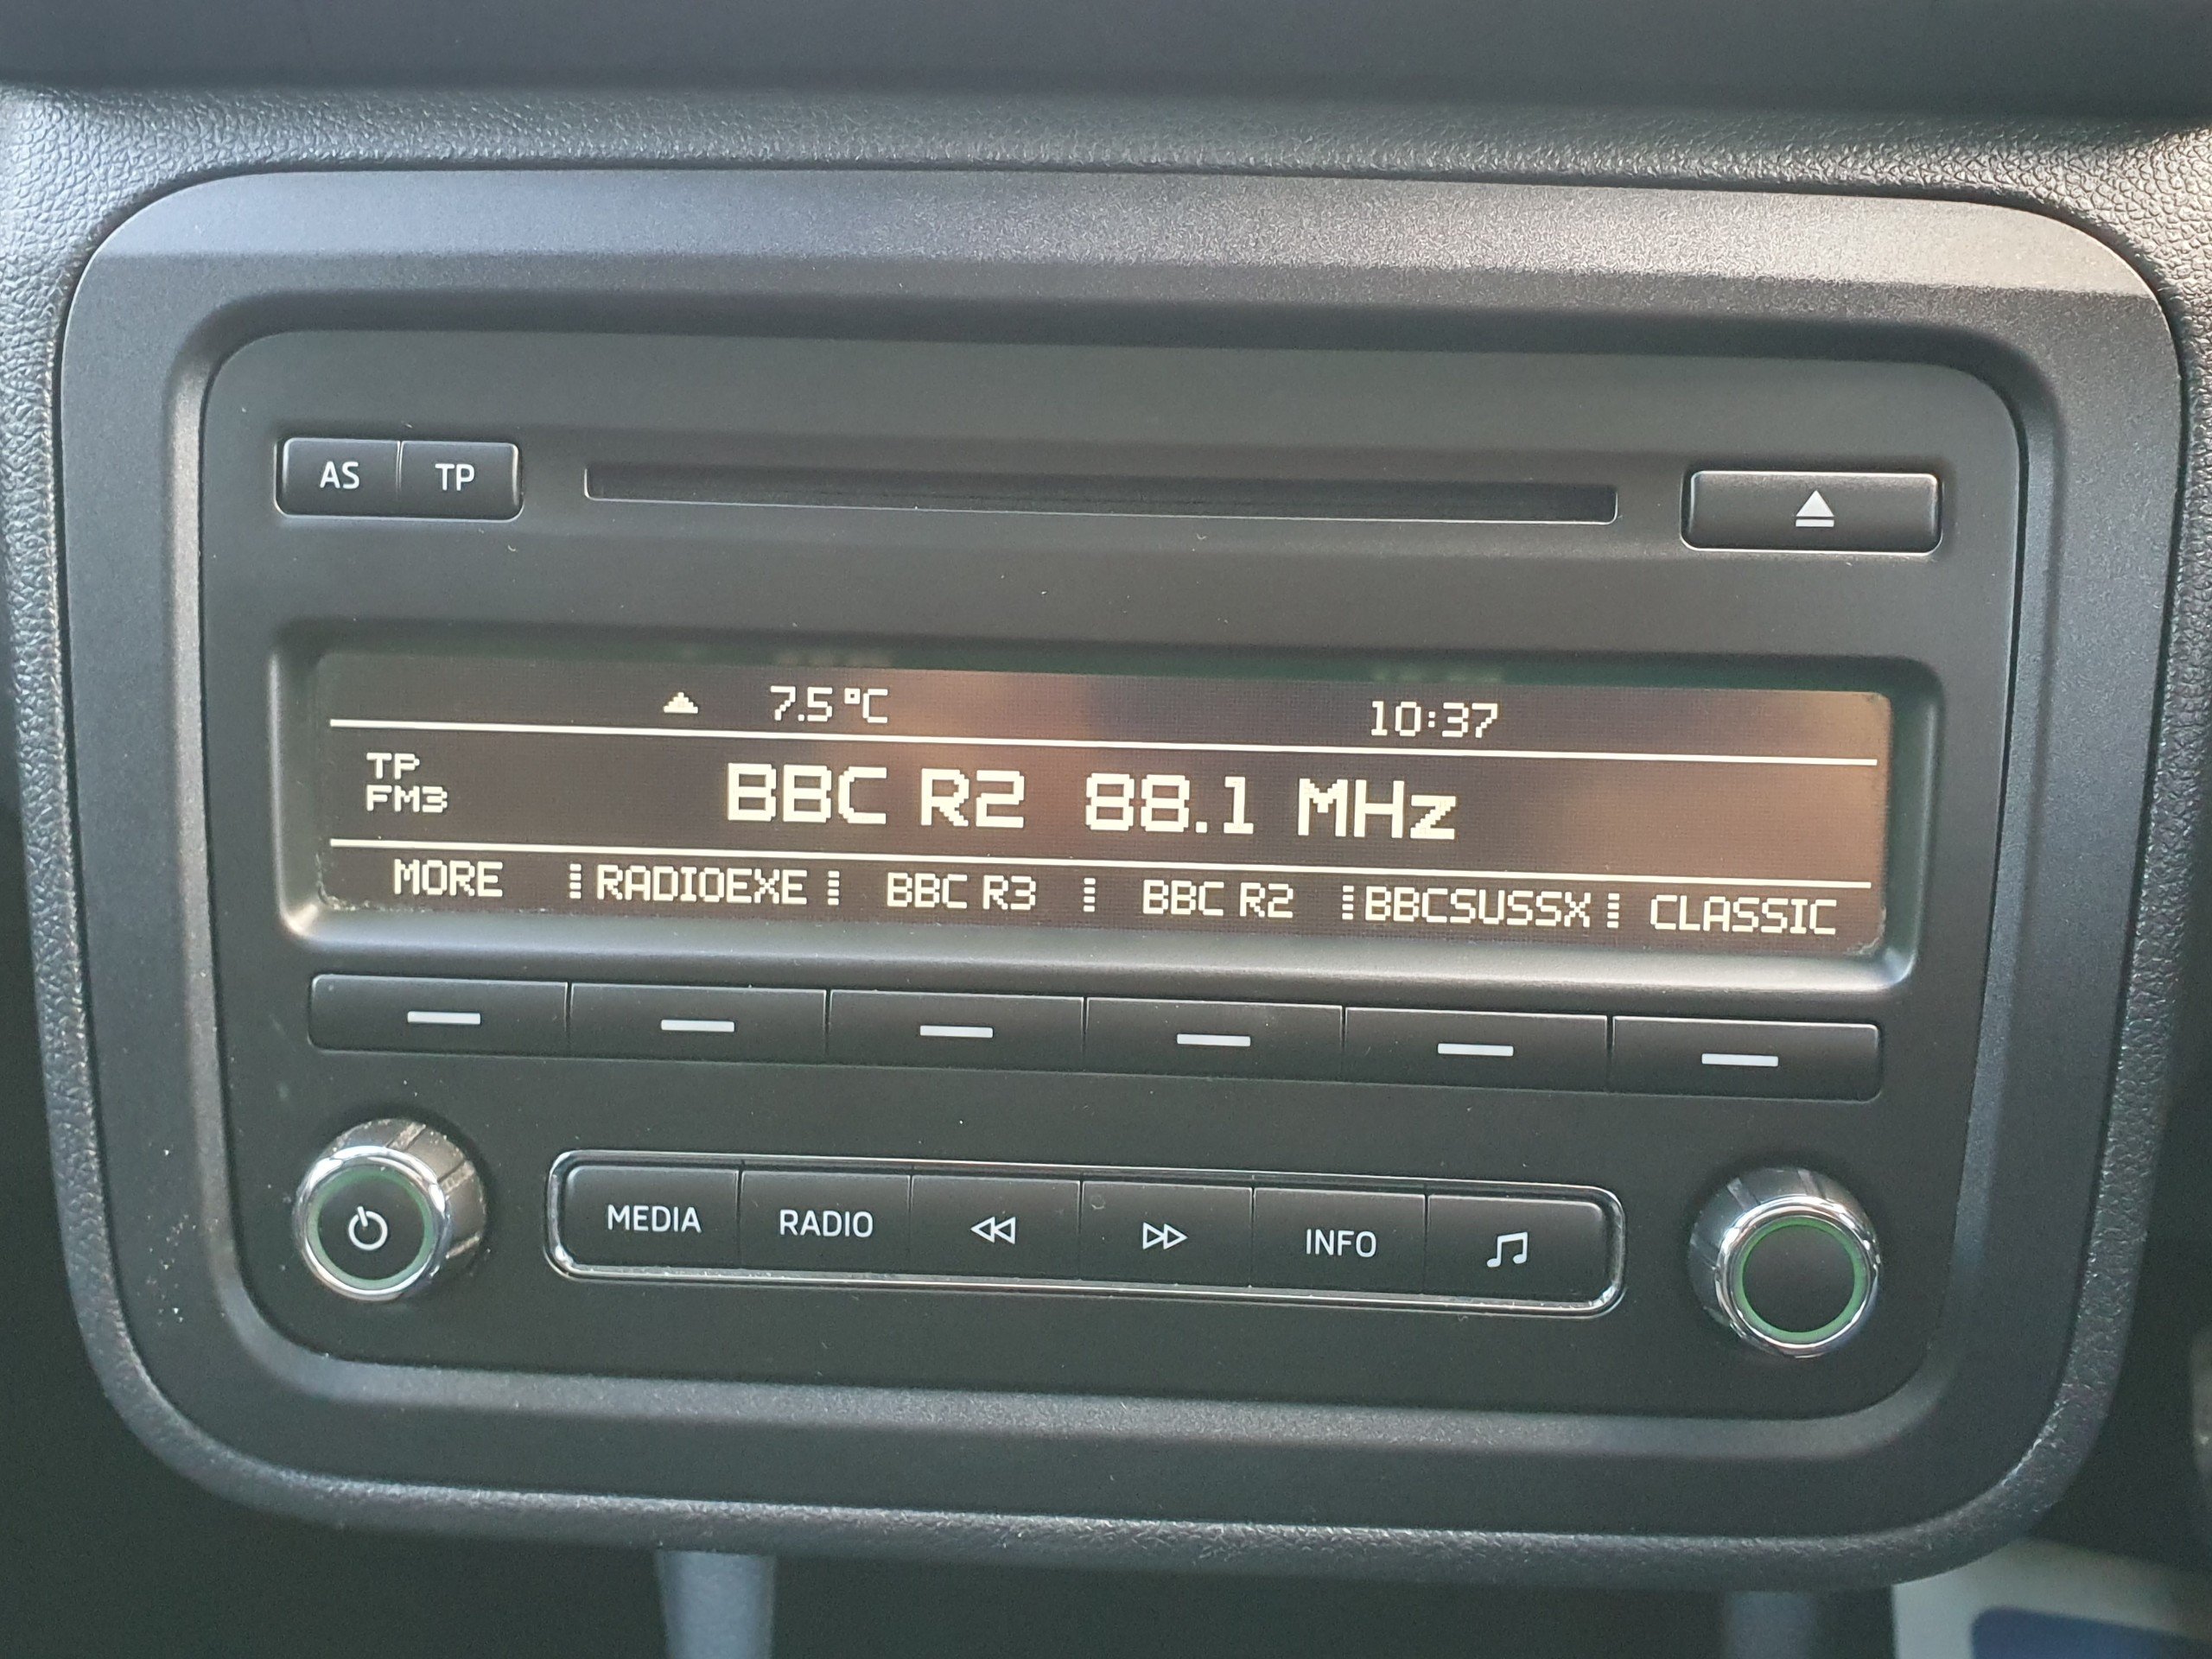 AS TP
7.5°C 10:37
TP
FM3
BBC R2 88.1 MHz
MORE RADIOEXE BBC R3 BBC R2 BBCSUSSX CLASSIC
MEDIA RADIO INFO